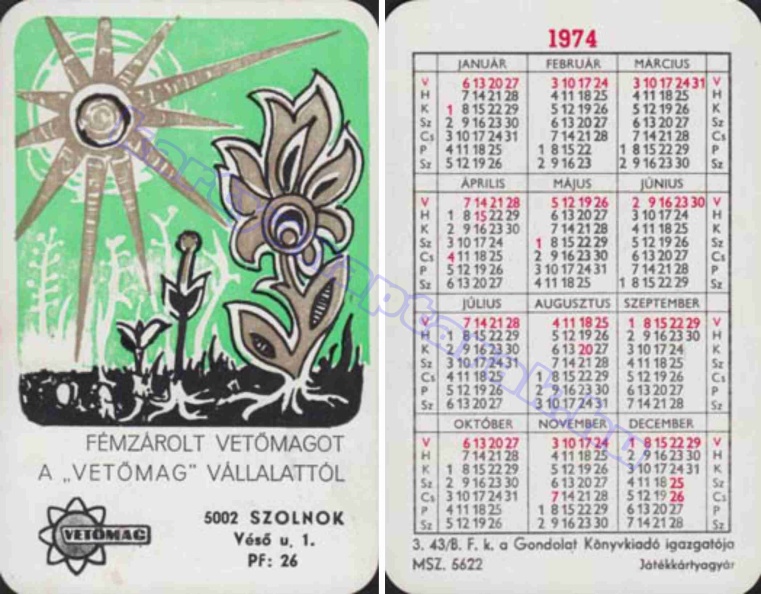 FÉMZÁROLT VETŐMAGOT
A „VETŐMAG” VÁLLALATTÓL
VETŐMAG
5002 SZOLNOK
Véső u. 1.
PF: 26
1974
JANUÁR FEBRUÁR MÁRCIUS
V 6 13 20 27 3 10 17 24 3 10 17 24 31 V
H 7 14 21 28 4 11 18 25 4 11 18 25 H
K 1 8 15 22 29 5 12 19 26 5 12 19 26 K
Sz 2 9 16 23 30 6 13 20 27 6 13 20 27 Sz
Cs 3 10 17 24 31 7 14 21 28 7 14 21 28 Cs
P 4 11 18 25 1 8 15 22 1 8 15 22 29 P
Sz 5 12 19 26 2 9 16 23 2 9 16 23 30 Sz
ÁPRILIS MÁJUS JÚNIUS
V 7 14 21 28 5 12 19 26 2 9 16 23 30 V
H 1 8 15 22 29 6 13 20 27 3 10 17 24 H
K 2 9 16 23 30 7 14 21 28 4 11 18 25 K
Sz 3 10 17 24 1 8 15 22 29 5 12 19 26 Sz
Cs 4 11 18 25 2 9 16 23 30 6 13 20 27 Cs
P 5 12 19 26 3 10 17 24 31 7 14 21 28 P
Sz 6 13 20 27 4 11 18 25 1 8 15 22 29 Sz
JÚLIUS AUGUSZTUS SZEPTEMBER
V 7 14 21 28 4 11 18 25 1 8 15 22 29 V
H 1 8 15 22 29 5 12 19 26 2 9 16 23 30 H
K 2 9 16 23 30 6 13 20 27 3 10 17 24 K
Sz 3 10 17 24 31 7 14 21 28 4 11 18 25 Sz
Cs 4 11 18 25 1 8 15 22 29 5 12 19 26 Cs
P 5 12 19 26 2 9 16 23 30 6 13 20 27 P
Sz 6 13 20 27 3 10 17 24 31 7 14 21 28 Sz
OKTÓBER NOVEMBER DECEMBER
V 6 13 20 27 3 10 17 24 1 8 15 22 29 V
H 7 14 21 28 4 11 18 25 2 9 16 23 30 H
K 1 8 15 22 29 5 12 19 26 3 10 17 24 31 K
Sz 2 9 16 23 30 6 13 20 27 4 11 18 25 Sz
Cs 3 10 17 24 31 7 14 21 28 5 12 19 26 Cs
P 4 11 18 25 1 8 15 22 29 6 13 20 27 P
Sz 5 12 19 26 2 9 16 23 30 7 14 21 28 Sz
3. 43/B. F. k. a Gondolat Könyvkiadó igazgatója
MSZ. 5622 Játékkártyagyár